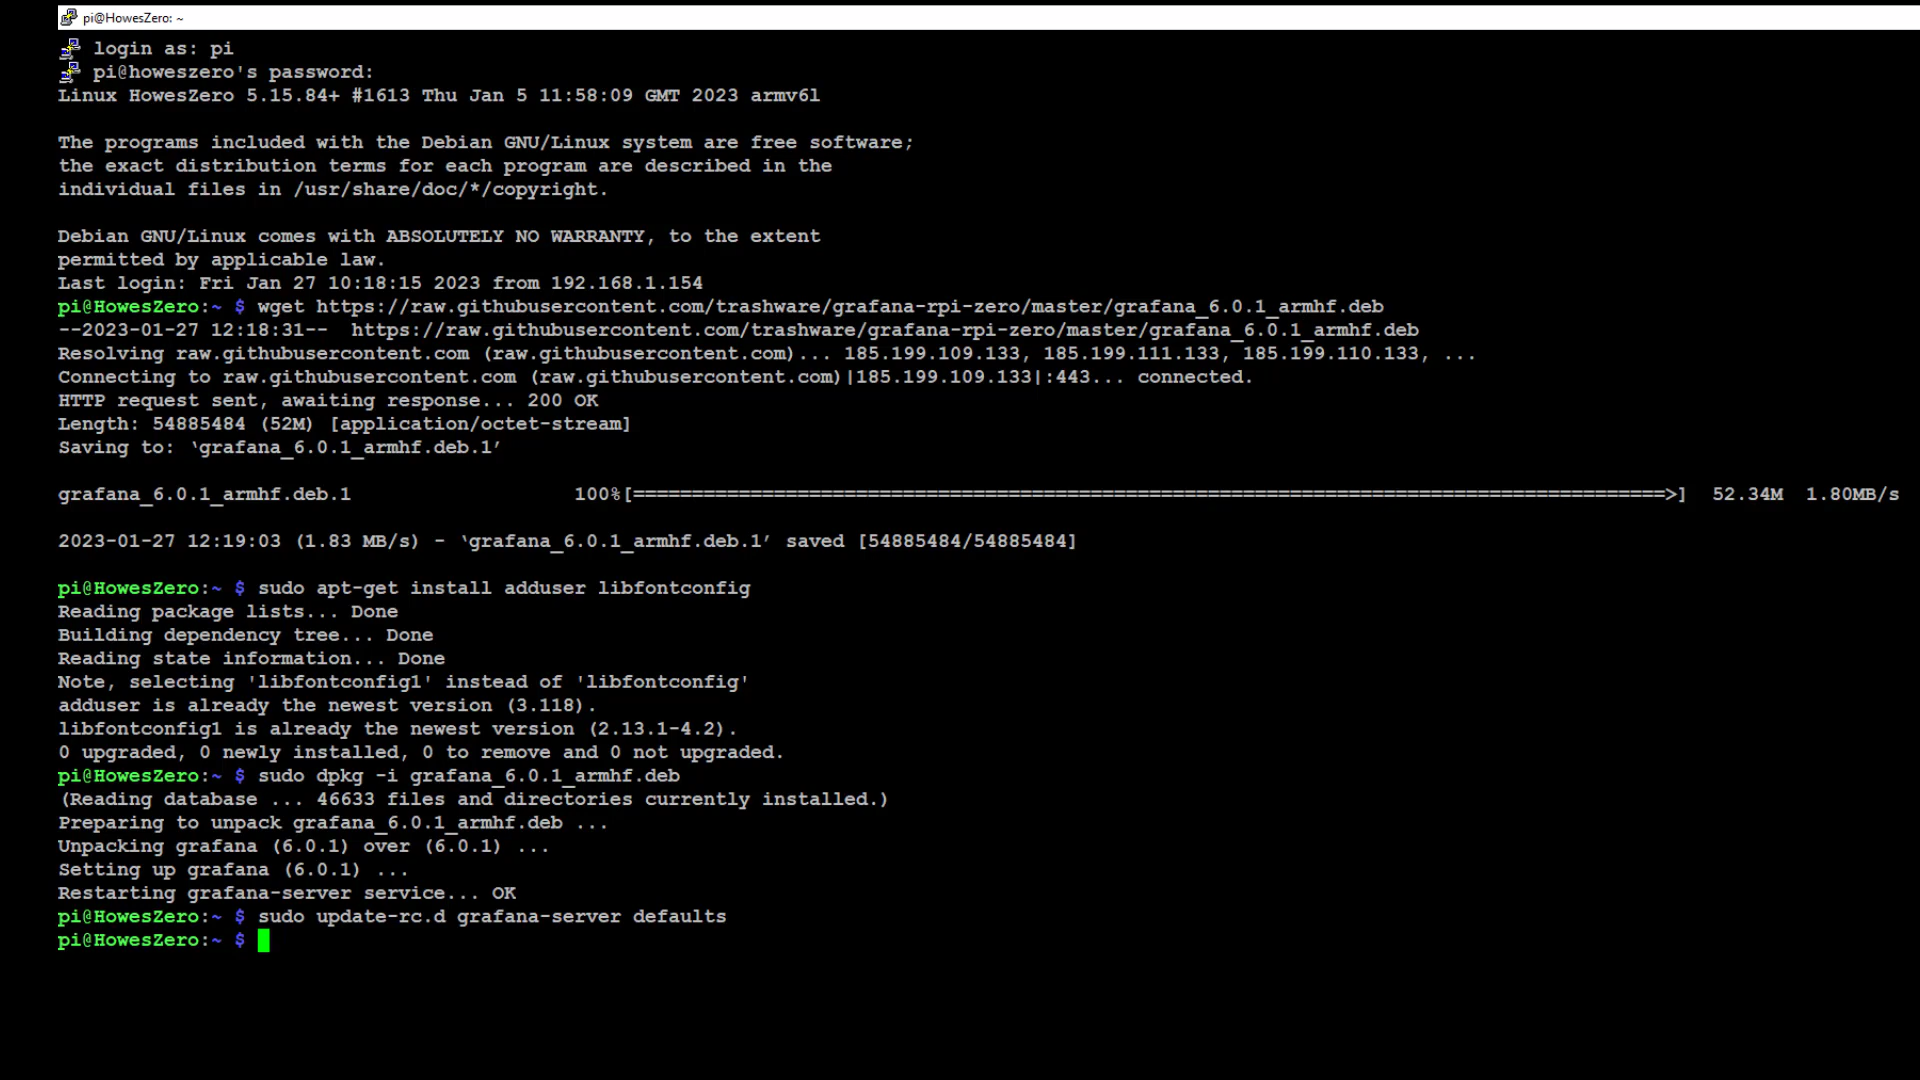 pi@HowesZero: ~
login as: pi
pi@howeszero's password:
Linux HowesZero 5.15.84+ #1613 Thu Jan 5 11:58:09 GMT 2023 armv6l
The programs included with the Debian GNU/Linux system are free software;
the exact distribution terms for each program are described in the
individual files in /usr/share/doc/*/copyright.
Debian GNU/Linux comes with ABSOLUTELY NO WARRANTY, to the extent
permitted by applicable law.
Last login: Fri Jan 27 10:18:15 2023 from 192.168.1.154
pi@HowesZero:~ $ wget https://raw.githubusercontent.com/trashware/grafana-rpi-zero/master/grafana_6.0.1_armhf.deb
--2023-01-27 12:18:31--  https://raw.githubusercontent.com/trashware/grafana-rpi-zero/master/grafana_6.0.1_armhf.deb
Resolving raw.githubusercontent.com (raw.githubusercontent.com)... 185.199.109.133, 185.199.111.133, 185.199.110.133, ...
Connecting to raw.githubusercontent.com (raw.githubusercontent.com)|185.199.109.133|:443... connected.
HTTP request sent, awaiting response... 200 OK
Length: 54885484 (52M) [application/octet-stream]
Saving to: ‘grafana_6.0.1_armhf.deb.1’
grafana_6.0.1_armhf.deb.1 100%[========================================================================================>] 52.34M 1.80MB/s
2023-01-27 12:19:03 (1.83 MB/s) - ‘grafana_6.0.1_armhf.deb.1’ saved [54885484/54885484]
pi@HowesZero:~ $ sudo apt-get install adduser libfontconfig
Reading package lists... Done
Building dependency tree... Done
Reading state information... Done
Note, selecting 'libfontconfig1' instead of 'libfontconfig'
adduser is already the newest version (3.118).
libfontconfig1 is already the newest version (2.13.1-4.2).
0 upgraded, 0 newly installed, 0 to remove and 0 not upgraded.
pi@HowesZero:~ $ sudo dpkg -i grafana_6.0.1_armhf.deb
(Reading database ... 46633 files and directories currently installed.)
Preparing to unpack grafana_6.0.1_armhf.deb ...
Unpacking grafana (6.0.1) over (6.0.1) ...
Setting up grafana (6.0.1) ...
Restarting grafana-server service... OK
pi@HowesZero:~ $ sudo update-rc.d grafana-server defaults
pi@HowesZero:~ $